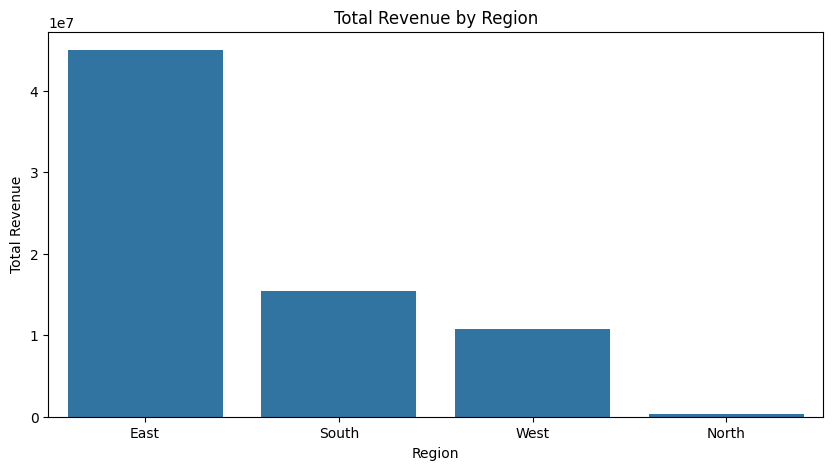 Total Revenue by Region
1e7
Total Revenue
4
3
2
1
0
East South West North
Region